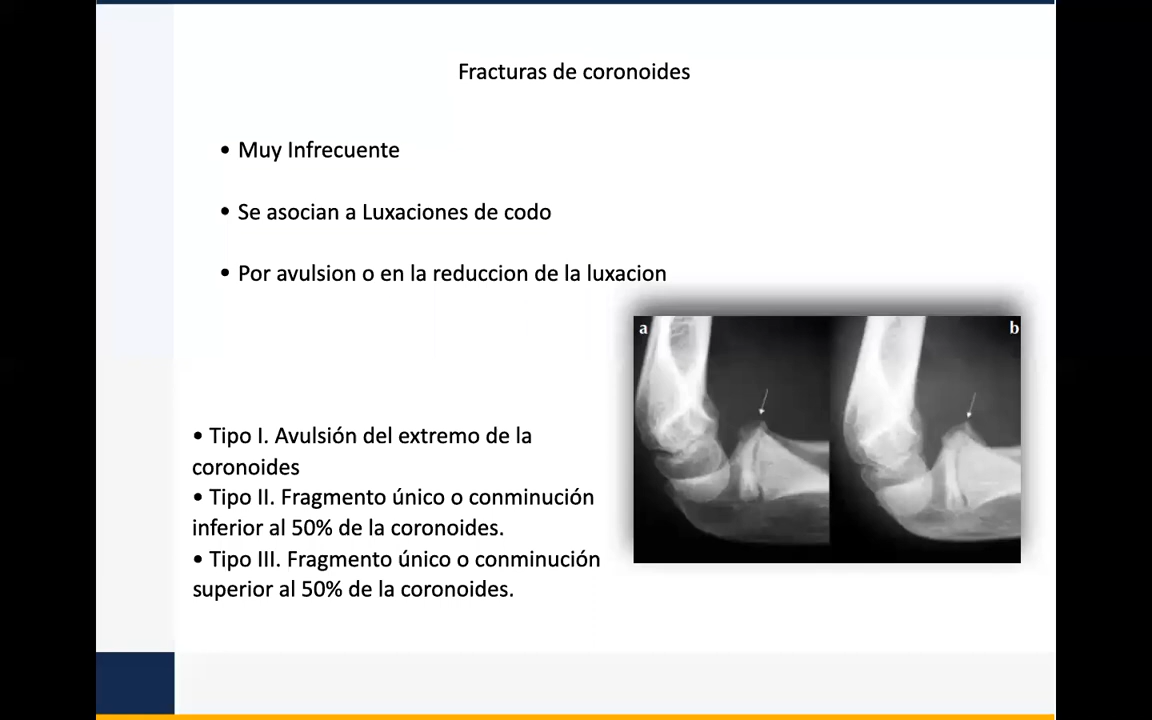 Fracturas de coronoides
• Muy Infrecuente
• Se asocian a Luxaciones de codo
• Por avulsion o en la reduccion de la luxacion
a
b
• Tipo I. Avulsión del extremo de la
coronoides
• Tipo II. Fragmento único o conminución
inferior al 50% de la coronoides.
• Tipo III. Fragmento único o conminución
superior al 50% de la coronoides.